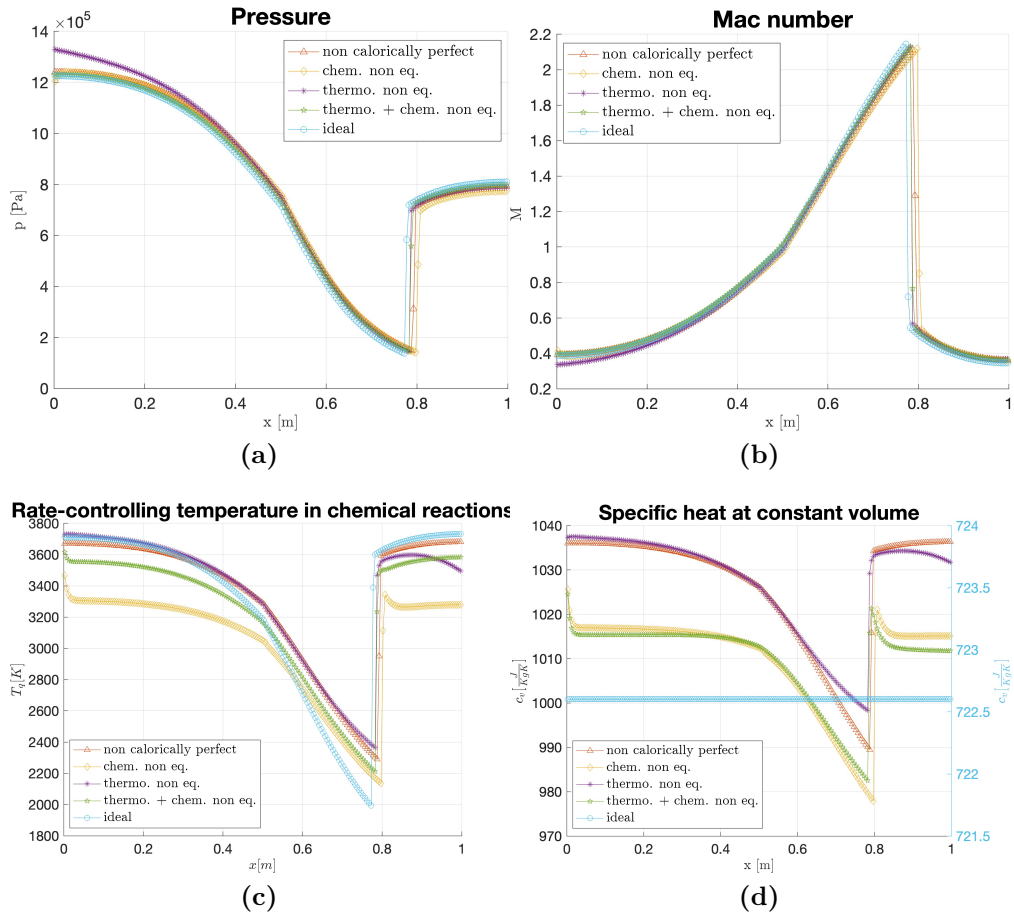 Pressure
×10⁵
14
12
10
8
6
4
2
0
p [Pa]
non calorically perfect
chem. non eq.
thermo. non eq.
thermo. + chem. non eq.
ideal
0 0.2 0.4 0.6 0.8 1
x [m]
(a)
Mac number
2.2
2
1.8
1.6
1.4
1.2
1
0.8
0.6
0.4
0.2
M
non calorically perfect
chem. non eq.
thermo. non eq.
thermo. + chem. non eq.
ideal
0 0.2 0.4 0.6 0.8 1
x [m]
(b)
Rate-controlling temperature in chemical reactions
3800
3600
3400
3200
3000
2800
2600
2400
2200
2000
1800
T_q[K]
non calorically perfect
chem. non eq.
thermo. non eq.
thermo. + chem. non eq.
ideal
0 0.2 0.4 0.6 0.8 1
x[m]
(c)
Specific heat at constant volume
1040
1030
1020
1010
1000
990
980
970
c_v[J/KgK]
724
723.5
723
722.5
722
721.5
c_v[J/KgK]
non calorically perfect
chem. non eq.
thermo. non eq.
thermo. + chem. non eq.
ideal
0 0.2 0.4 0.6 0.8 1
x [m]
(d)